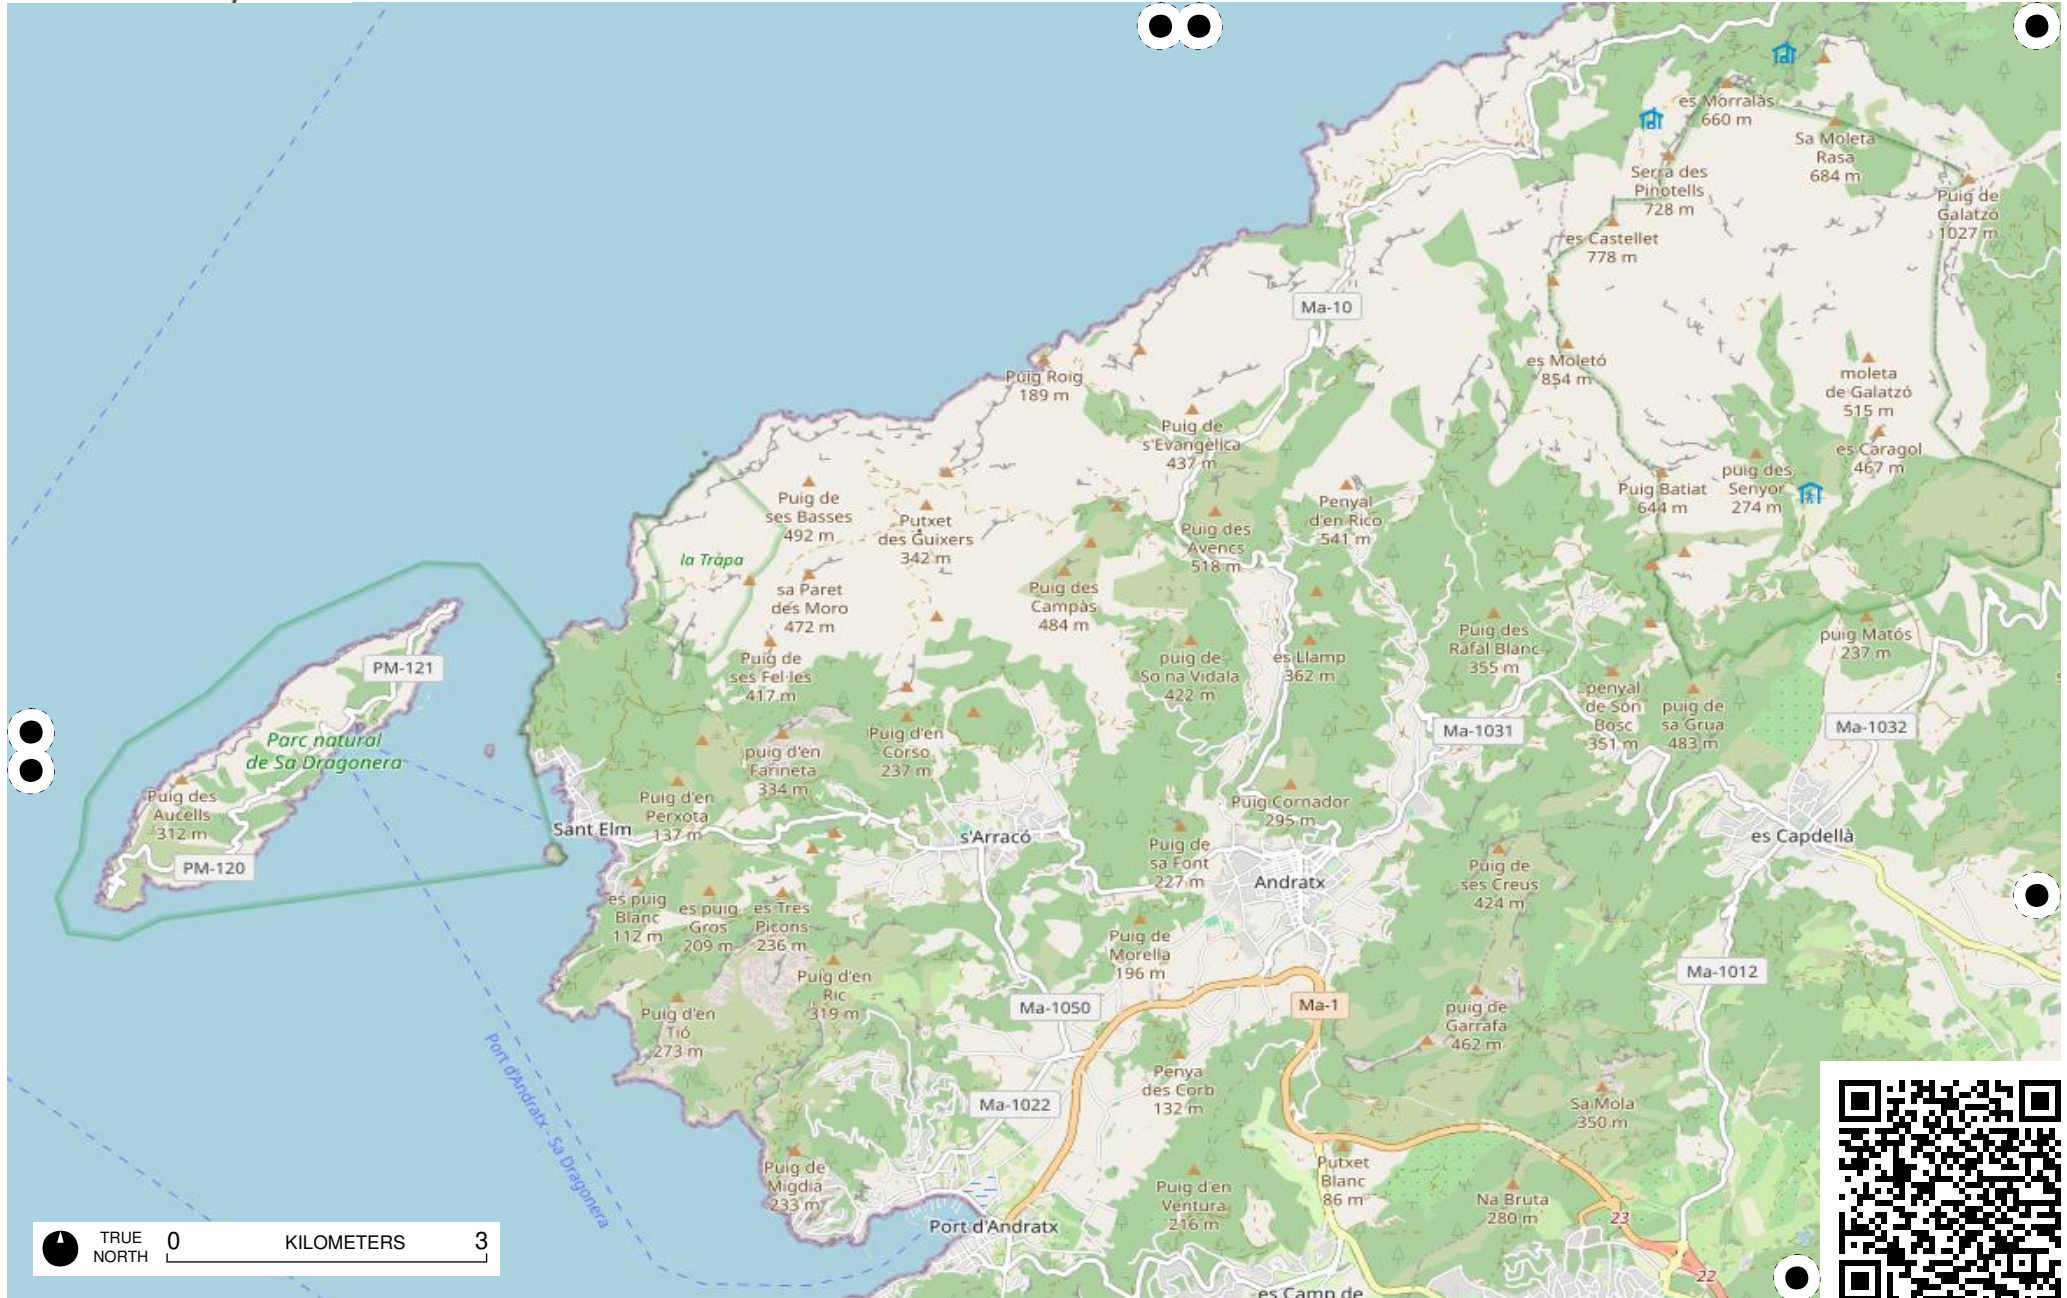 es Morralàs
660 m
Sa Moleta
Rasa
684 m
Serra des
Pinotells
728 m
Puig de
Galatzó
1027 m
es Castellet
778 m
Ma-10
es Moletó
854 m
moleta
de Galatzó
515 m
Puig Roig
189 m
Puig de
s'Evangèlica
437 m
es Caragol
467 m
puig des
Senyor
274 m
Puig Batiat
644 m
Puig de
ses Basses
492 m
Putxet
des Guixers
342 m
Penyal
d'en Rico
541 m
Puig des
Avencs
518 m
la Trapa
sa Paret
des Moro
472 m
Puig des
Campàs
484 m
Puig des
Ràfal Blanc
355 m
puig Matós
237 m
PM-121
Puig de
ses Fel·les
417 m
puig de
So na Vidala
422 m
es Llamp
362 m
penyal
de Son
Bosc
351 m
puig de
sa Grua
483 m
Ma-1031
Ma-1032
Parc natural
de Sa Dragonera
puig d'en
Farineta
334 m
Puig d'en
Corso
237 m
Puig des
Aucells
312 m
Puig d'en
Perxota
137 m
Puig Cornador
295 m
Sant Elm
s'Arracó
es Capdellà
PM-120
Puig de
sa Font
227 m
Andratx
Puig de
ses Creus
424 m
es puig
Blanc
112 m
es puig
Gros
209 m
es Tres
Picons
236 m
Puig de
Morella
196 m
Ma-1012
Puig d'en
Ric
319 m
Ma-1050
Ma-1
Puig d'en
Tió
273 m
puig de
Garrafa
462 m
Port d'Andratx - Sa Dragonera
Penya
des Corb
132 m
Ma-1022
Sa Mola
350 m
Puig de
Migdia
233 m
Puig d'en
Ventura
216 m
Putxet
Blanc
86 m
Na Bruta
280 m
23
Port d'Andratx
22
es Camp de
TRUE
NORTH
0 KILOMETERS 3